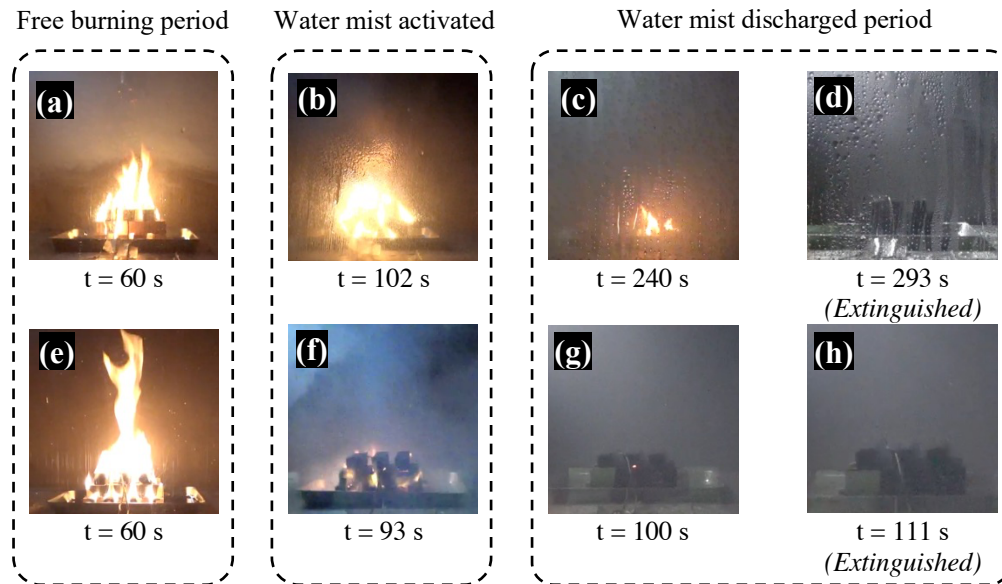 Free burning period
Water mist activated
Water mist discharged period
(a)
(b)
(c)
(d)
t = 60 s
t = 102 s
t = 240 s
t = 293 s
(Extinguished)
(e)
(f)
(g)
(h)
t = 60 s
t = 93 s
t = 100 s
t = 111 s
(Extinguished)